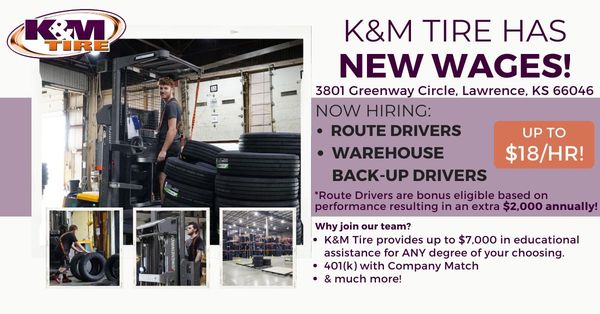 K&M
TIRE
K&M TIRE HAS
NEW WAGES!
3801 Greenway Circle, Lawrence, KS 66046
NOW HIRING:
• ROUTE DRIVERS
• WAREHOUSE
BACK-UP DRIVERS
UP TO
$18/HR!
*Route Drivers are bonus eligible based on
performance resulting in an extra $2,000 annually!
Why join our team?
• K&M Tire provides up to $7,000 in educational
assistance for ANY degree of your choosing.
• 401(k) with Company Match
• & much more!